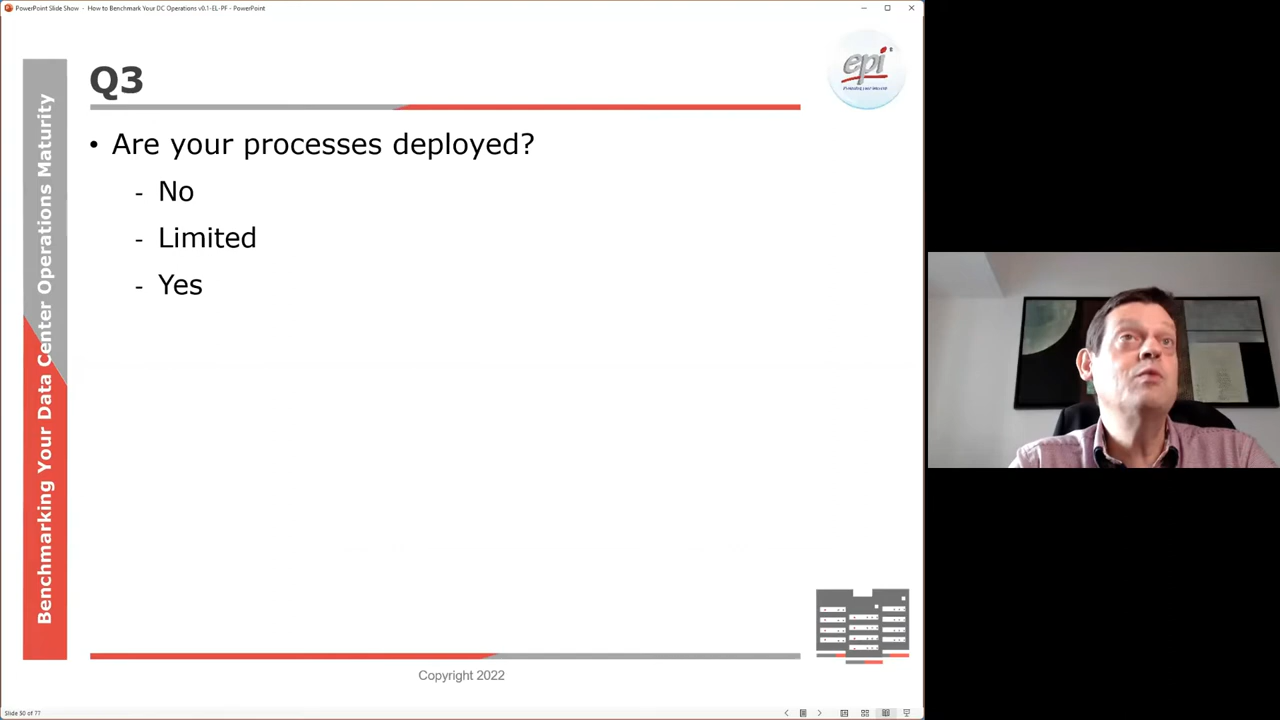 PowerPoint Slide Show - How to Benchmark Your DC Operations v0.1-EL-PF - PowerPoint
Q3
epi
Benchmarking Your Data Center Operations Maturity
• Are your processes deployed?
- No
- Limited
- Yes
Copyright 2022
Slide 50 of 77